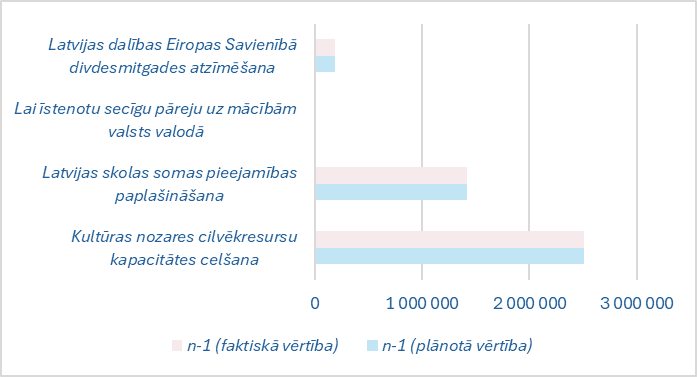 Latvijas dalības Eiropas Savienībā
divdesmitgades atzīmēšana
Lai īstenotu secīgu pāreju uz mācībām
valsts valodā
Latvijas skolas somas pieejamības
paplašināšana
Kultūras nozares cilvēkresursu
kapacitātes celšana
0 1 000 000 2 000 000 3 000 000
n-1 (faktiskā vērtība) n-1 (plānotā vērtība)